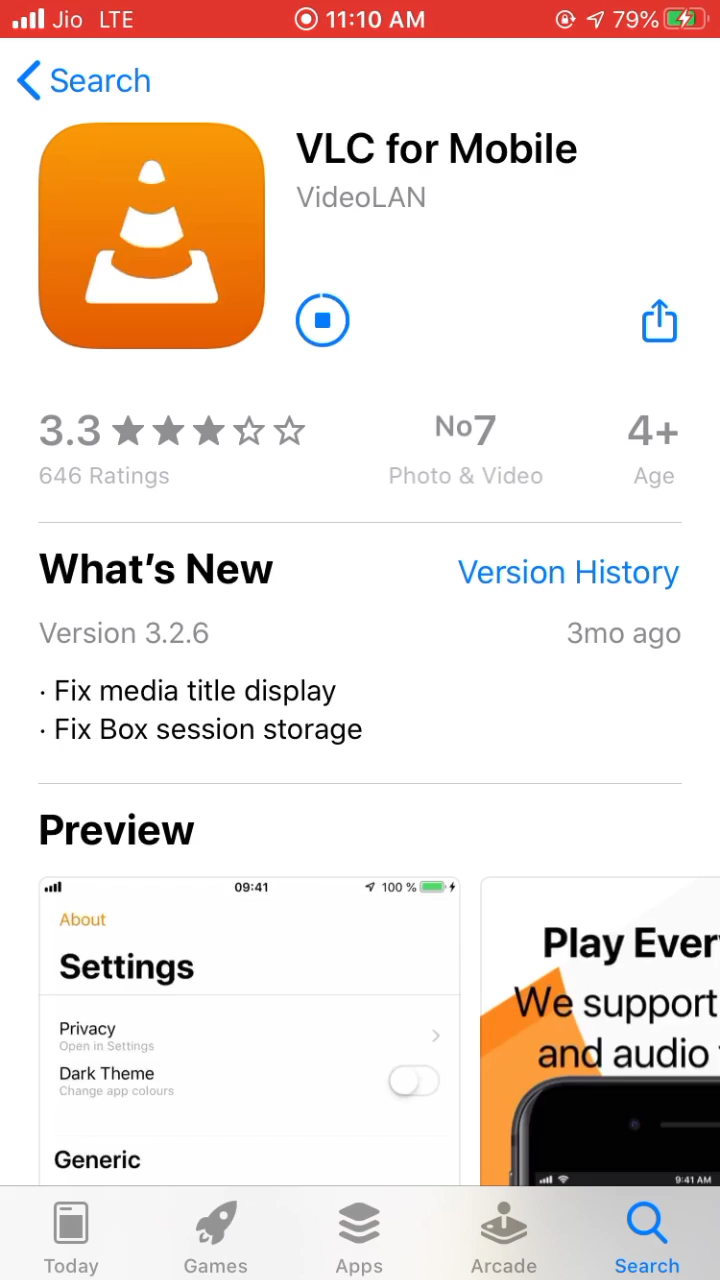 Jio LTE 11:10 AM 79%
Search
VLC for Mobile
VideoLAN
3.3 No7 4+
646 Ratings Photo & Video Age
What's New Version History
Version 3.2.6 3mo ago
· Fix media title display
· Fix Box session storage
Preview
09:41 100 %
About
Settings
Privacy
Open in Settings
Dark Theme
Change app colours
Generic
Play Ever
We support
and audio
9:41 AM
Today Games Apps Arcade Search